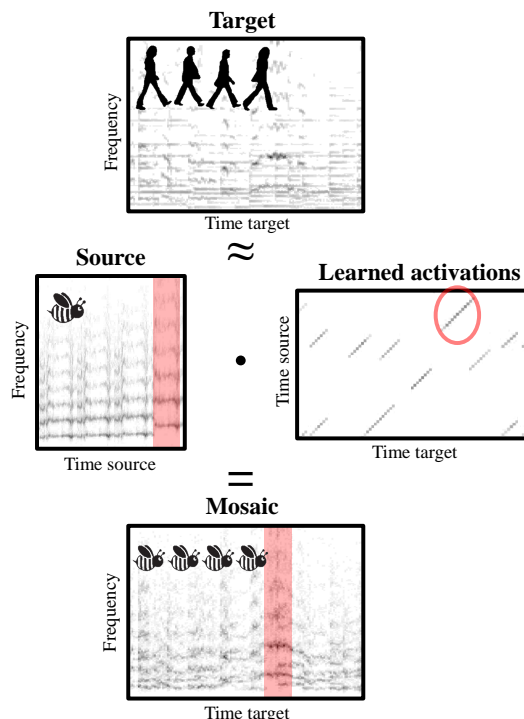 Target
Frequency
Time target
≈
Source
Frequency
Time source
•
Learned activations
Time source
Time target
=
Mosaic
Frequency
Time target